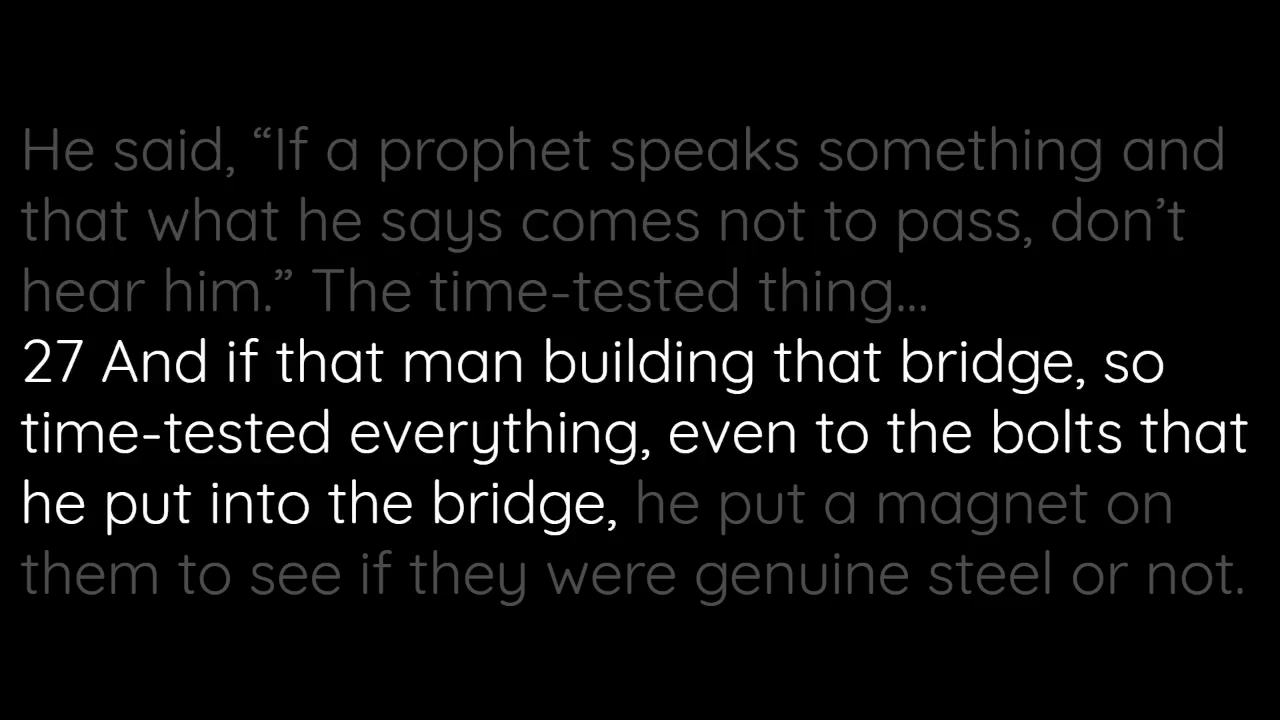 He said, “If a prophet speaks something and
that what he says comes not to pass, don’t
hear him.” The time-tested thing...
27 And if that man building that bridge, so
time-tested everything, even to the bolts that
he put into the bridge, he put a magnet on
them to see if they were genuine steel or not.